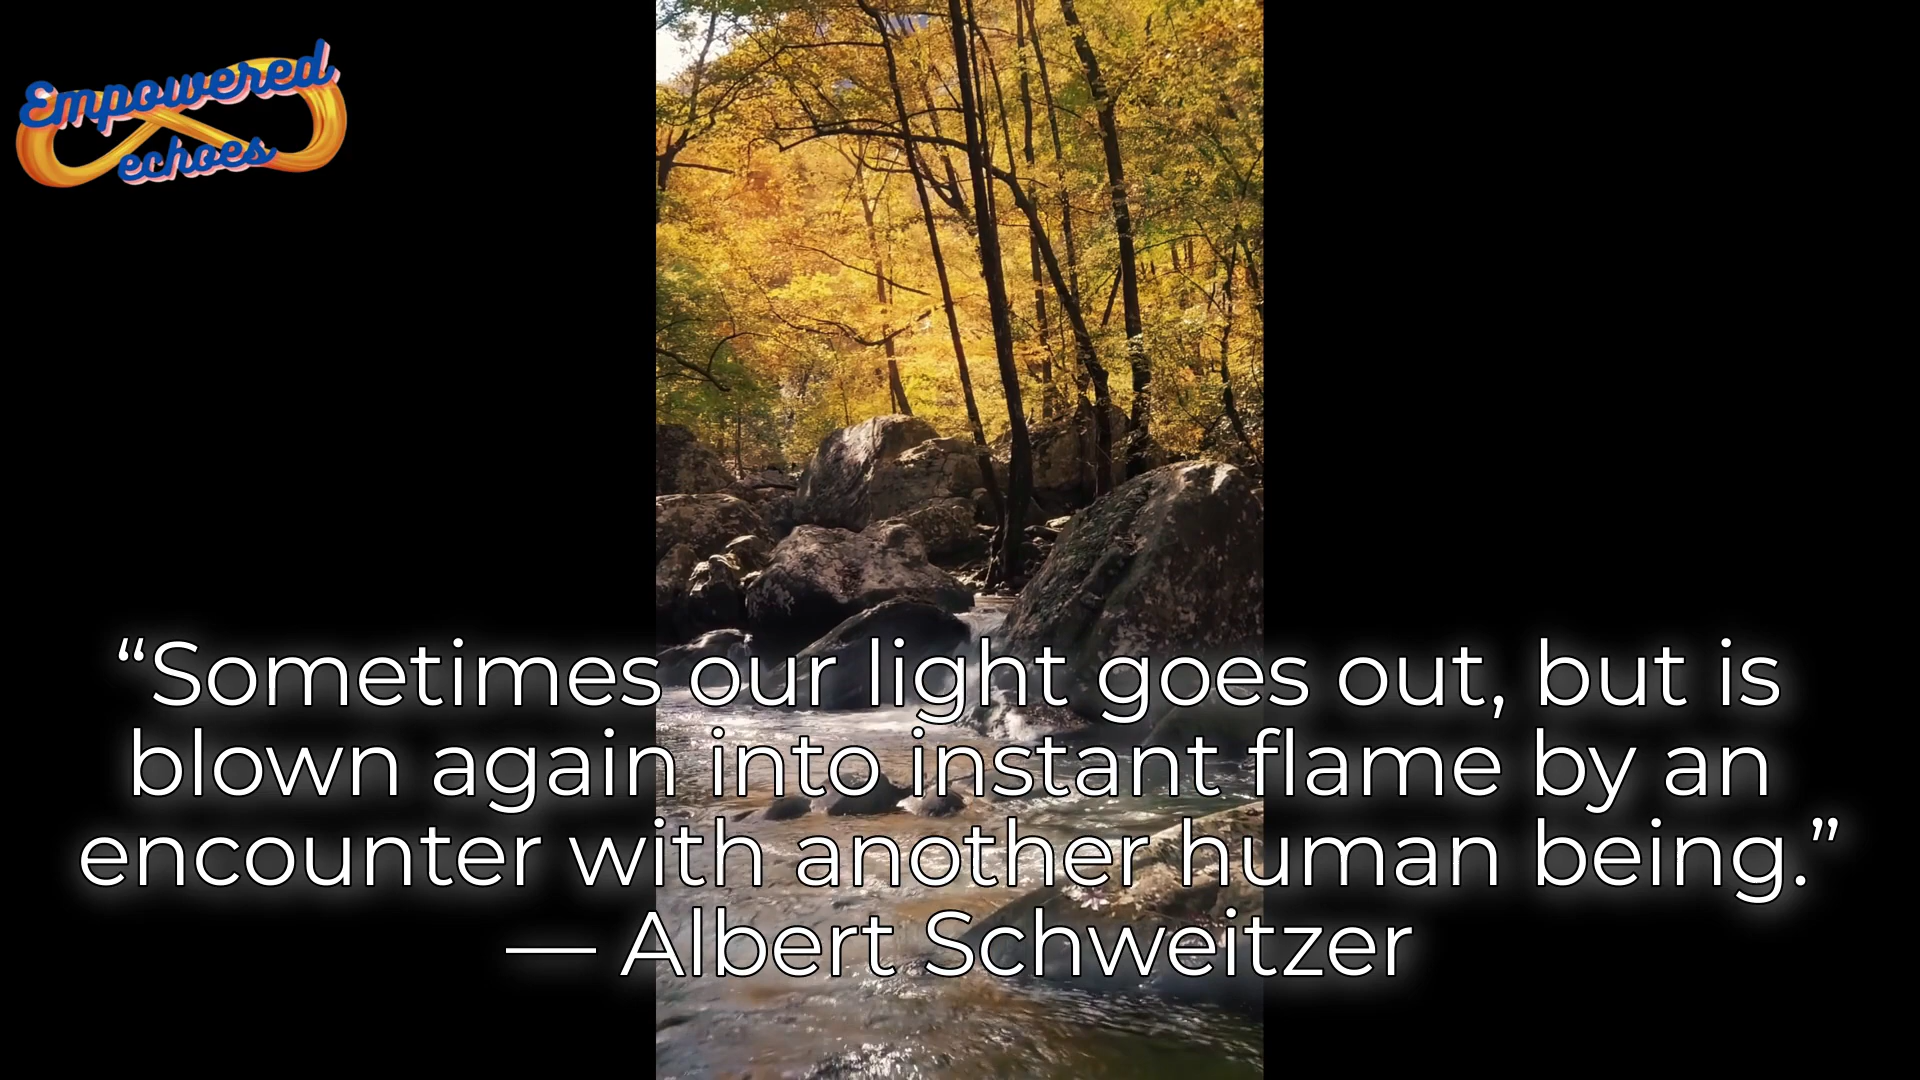 Empowered
echoes
“Sometimes our light goes out, but is
blown again into instant flame by an
encounter with another human being.”
— Albert Schweitzer